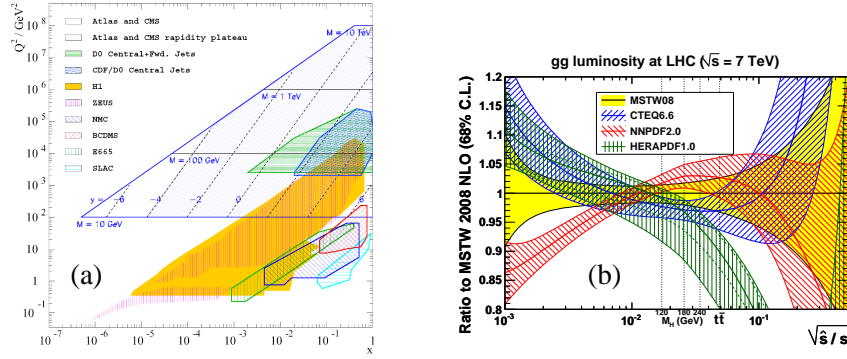 Q² / GeV²
10⁸
10⁷
10⁶
10⁵
10⁴
10³
10²
10
1
10⁻¹
Atlas and CMS
Atlas and CMS rapidity plateau
D0 Central+Fwd. Jets
CDF/D0 Central Jets
H1
ZEUS
NMC
BCDMS
E665
SLAC
M = 10 TeV
M = 1 TeV
M = 100 GeV
M = 10 GeV
y = −6 −4 −2 0 2 4 6
(a)
10⁻⁷ 10⁻⁶ 10⁻⁵ 10⁻⁴ 10⁻³ 10⁻² 10⁻¹ 1
x
gg luminosity at LHC (√s = 7 TeV)
Ratio to MSTW 2008 NLO (68% C.L.)
1.2
1.15
1.1
1.05
1
0.95
0.9
0.85
0.8
MSTW08
CTEQ6.6
NNPDF2.0
HERAPDF1.0
(b)
10⁻³ 10⁻² 10⁻¹
120 180 240
M_H (GeV) tt̄
√ŝ / s